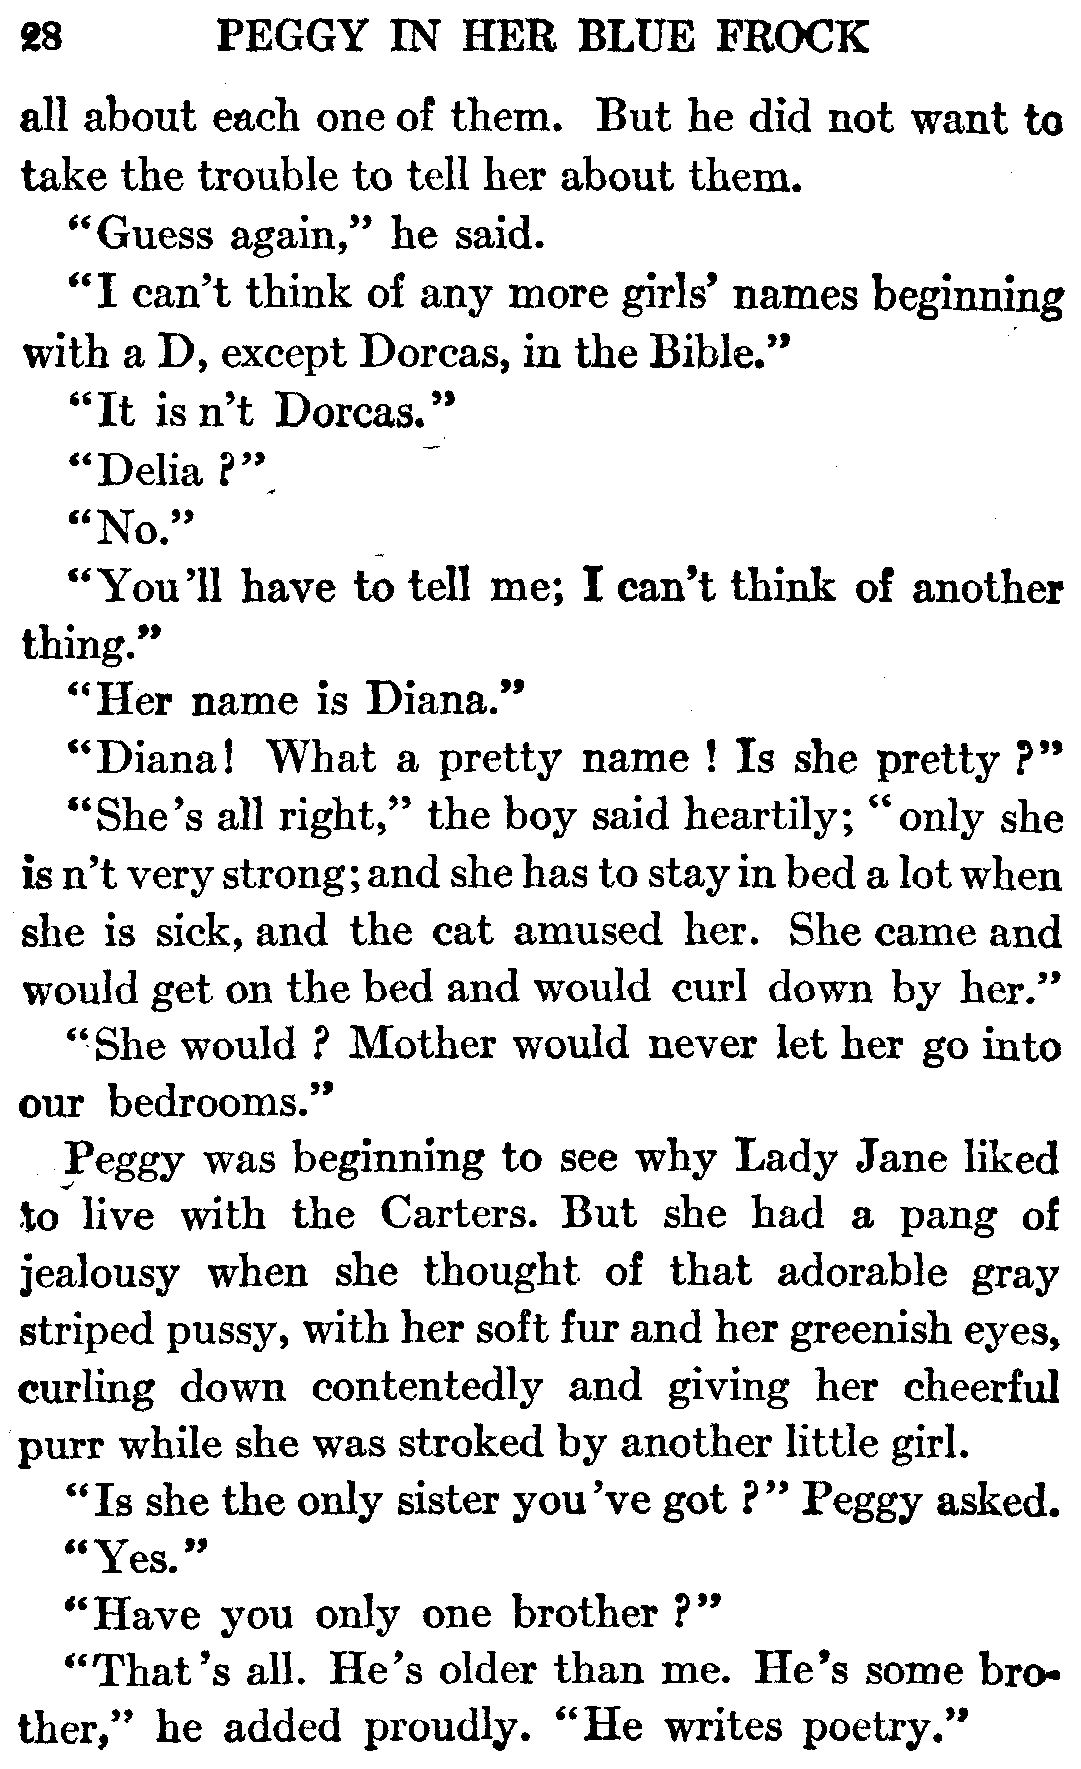 28 PEGGY IN HER BLUE FROCK
all about each one of them. But he did not want to
take the trouble to tell her about them.
“Guess again,” he said.
“I can’t think of any more girls’ names beginning
with a D, except Dorcas, in the Bible.”
“It is n’t Dorcas.”
“Delia ?”
“No.”
“You ’ll have to tell me; I can’t think of another
thing.”
“Her name is Diana.”
“Diana! What a pretty name ! Is she pretty ?”
“She ’s all right,” the boy said heartily; “only she
is n’t very strong; and she has to stay in bed a lot when
she is sick, and the cat amused her. She came and
would get on the bed and would curl down by her.”
“She would ? Mother would never let her go into
our bedrooms.”
Peggy was beginning to see why Lady Jane liked
to live with the Carters. But she had a pang of
jealousy when she thought of that adorable gray
striped pussy, with her soft fur and her greenish eyes,
curling down contentedly and giving her cheerful
purr while she was stroked by another little girl.
“Is she the only sister you ’ve got ?” Peggy asked.
“Yes.”
“Have you only one brother ?”
“That ’s all. He ’s older than me. He ’s some bro-
ther,” he added proudly. “He writes poetry.”